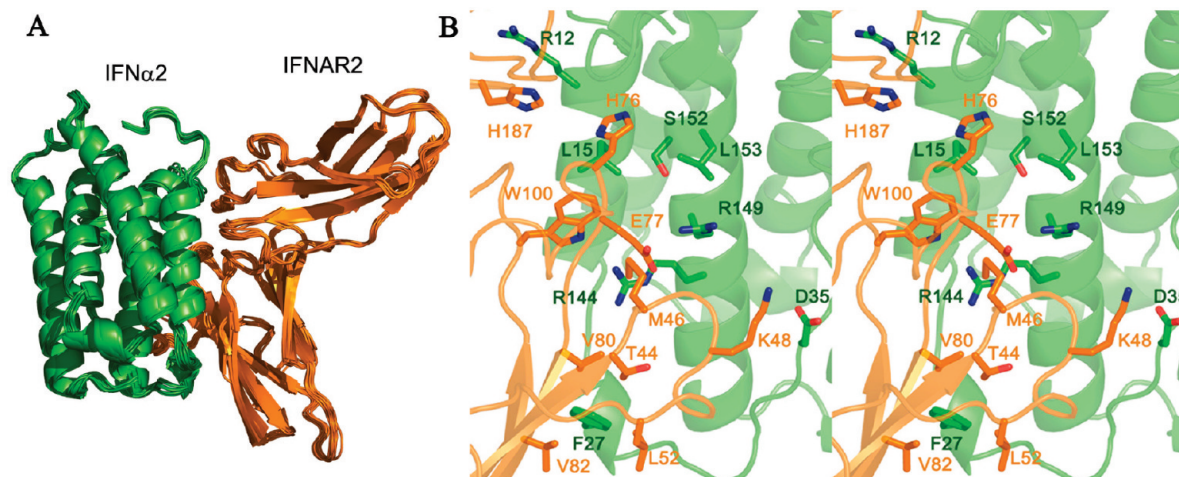 A
B
IFNα2
IFNAR2
R12
H187
H76
S152
L15
L153
W100
E77
R149
R144
D35
M46
V80
T44
K48
F27
V82
L52
R12
H187
H76
S152
L15
L153
W100
E77
R149
R144
D35
M46
V80
T44
K48
F27
V82
L52